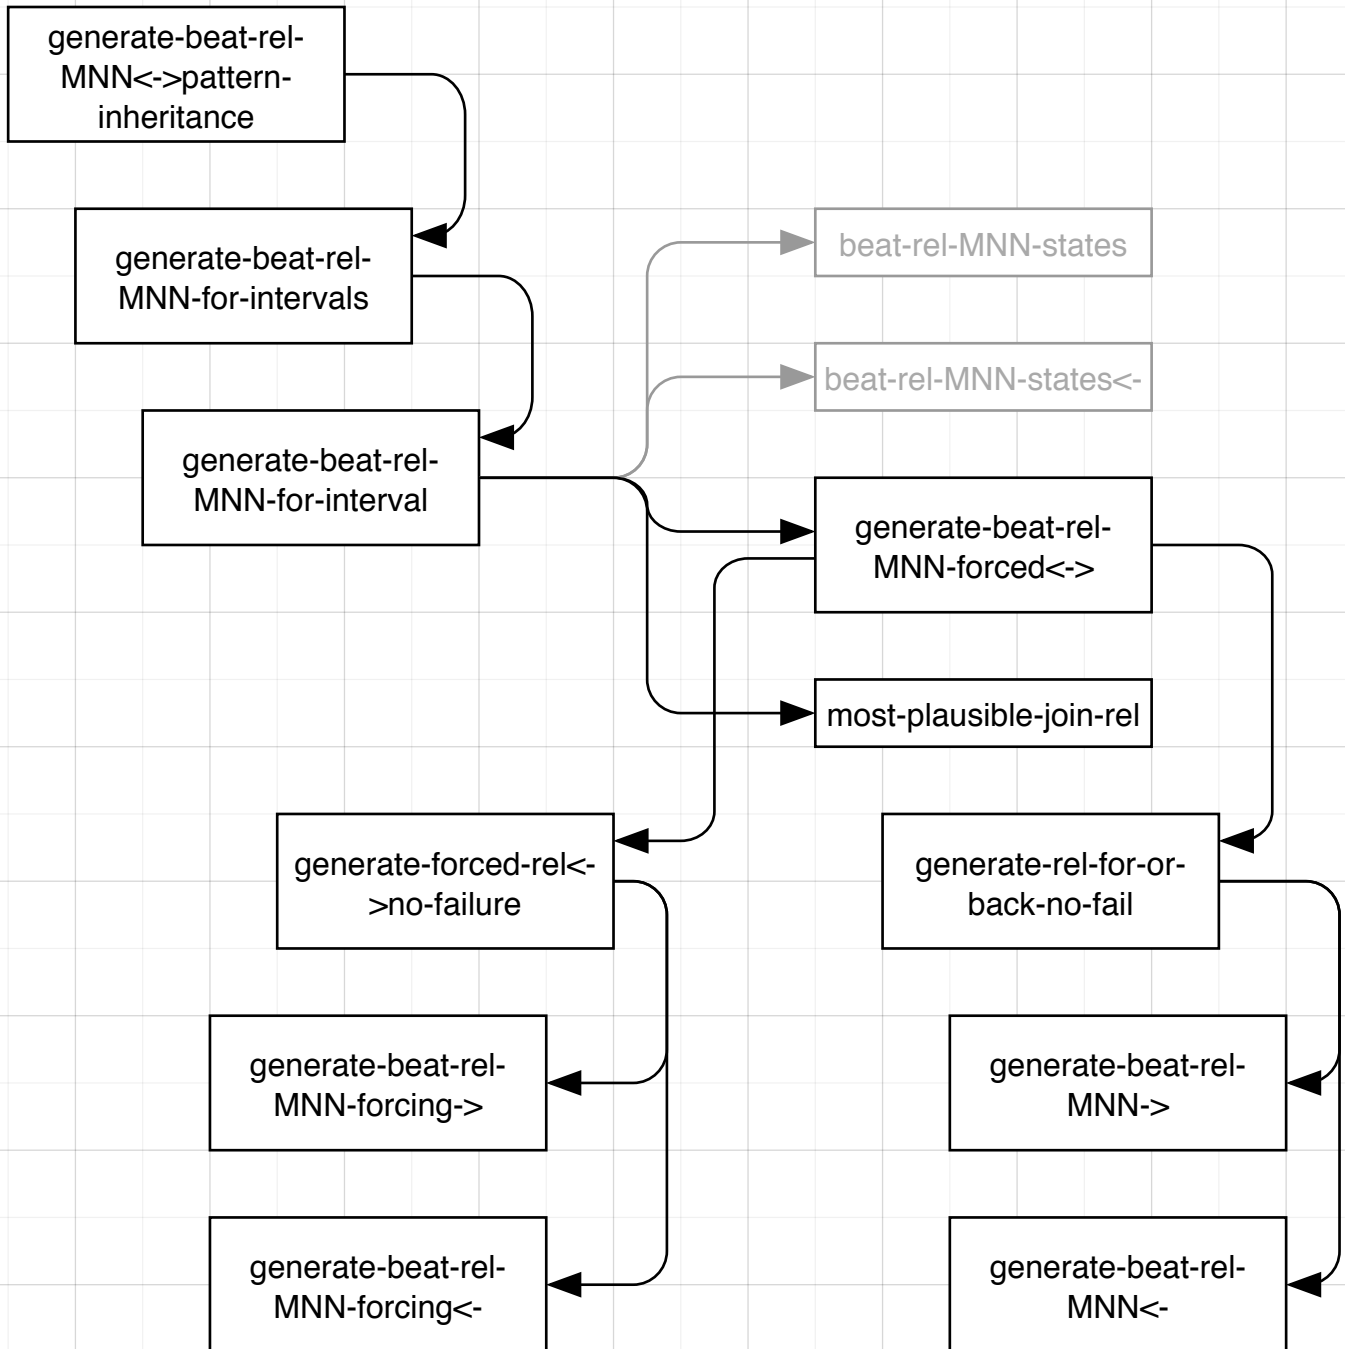 generate-beat-rel-
MNN<->pattern-
inheritance
generate-beat-rel-
MNN-for-intervals
beat-rel-MNN-states
beat-rel-MNN-states<-
generate-beat-rel-
MNN-for-interval
generate-beat-rel-
MNN-forced<->
most-plausible-join-rel
generate-forced-rel<-
>no-failure
generate-rel-for-or-
back-no-fail
generate-beat-rel-
MNN-forcing->
generate-beat-rel-
MNN->
generate-beat-rel-
MNN-forcing<-
generate-beat-rel-
MNN<-